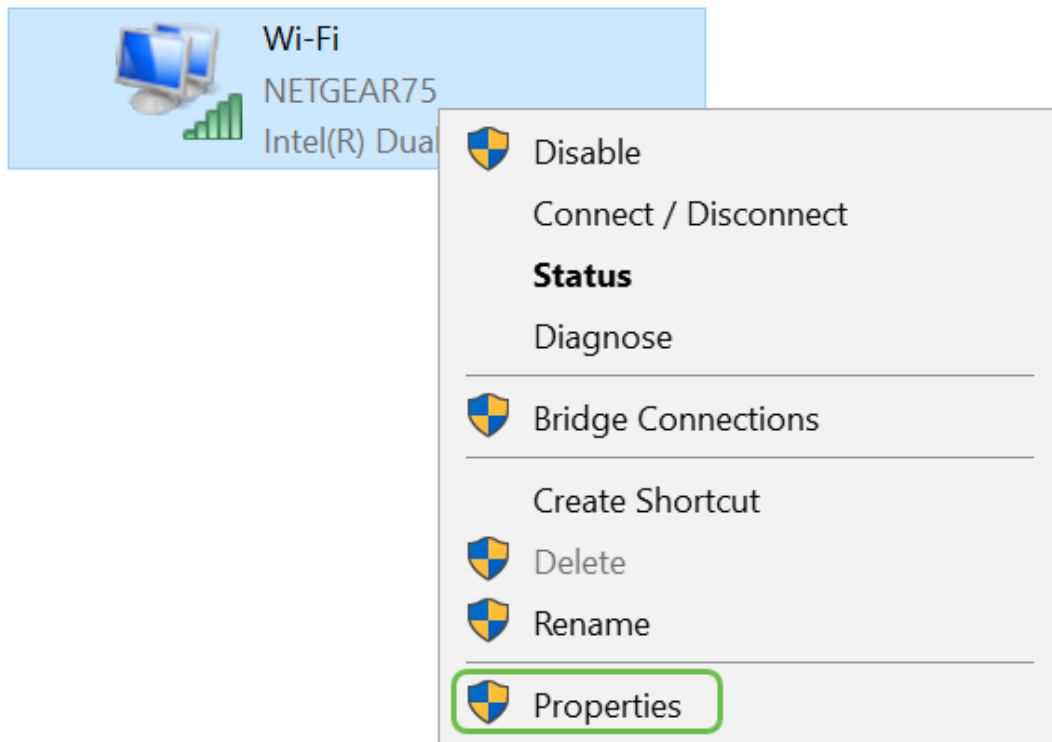 Wi-Fi
NETGEAR75
Intel(R) Dual
Disable
Connect / Disconnect
Status
Diagnose
Bridge Connections
Create Shortcut
Delete
Rename
Properties